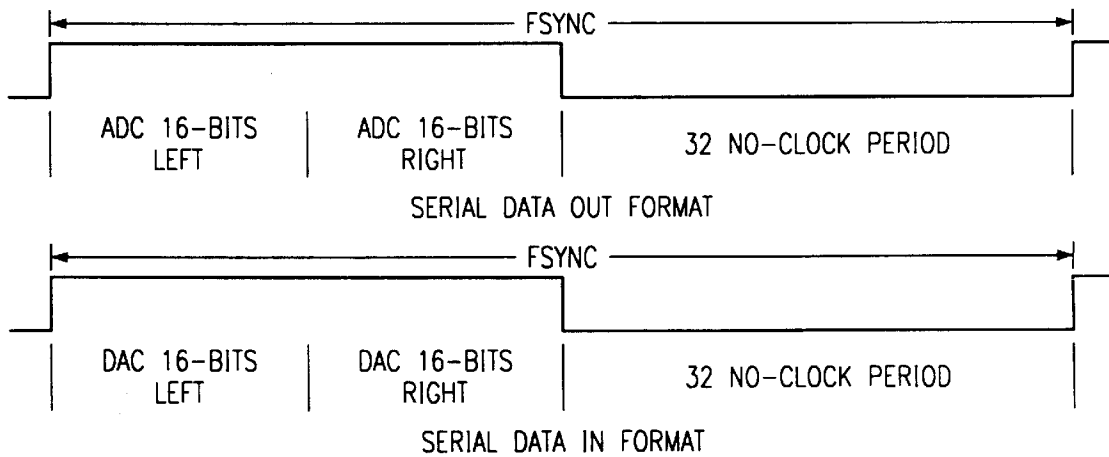 FSYNC
ADC 16-BITS LEFT
ADC 16-BITS RIGHT
32 NO-CLOCK PERIOD
SERIAL DATA OUT FORMAT
FSYNC
DAC 16-BITS LEFT
DAC 16-BITS RIGHT
32 NO-CLOCK PERIOD
SERIAL DATA IN FORMAT